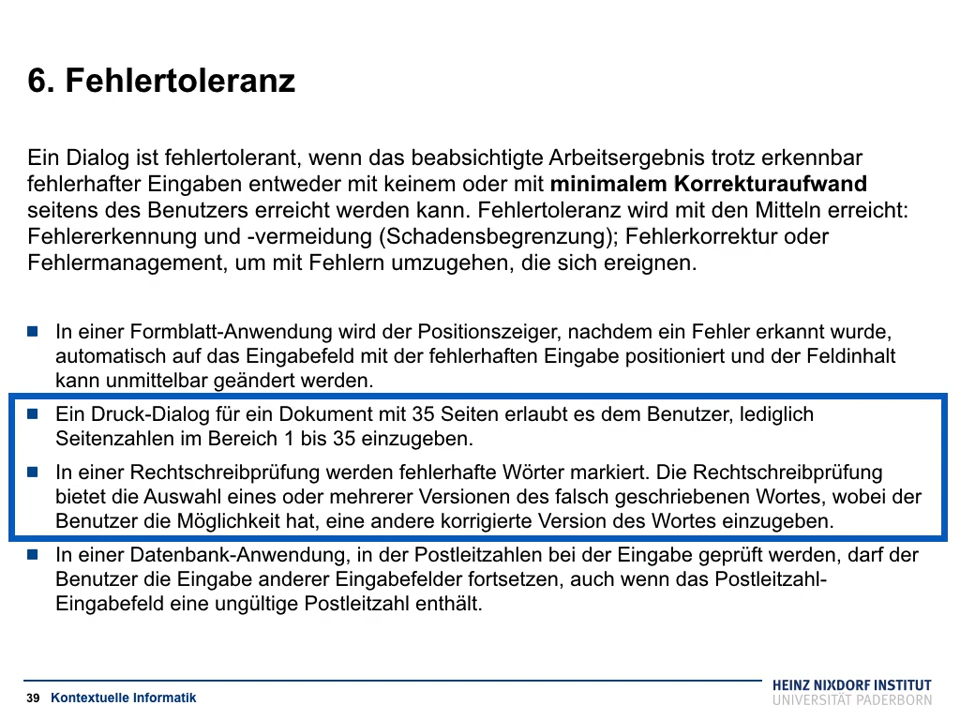 6. Fehlertoleranz
Ein Dialog ist fehlertolerant, wenn das beabsichtigte Arbeitsergebnis trotz erkennbar
fehlerhafter Eingaben entweder mit keinem oder mit minimalem Korrekturaufwand
seitens des Benutzers erreicht werden kann. Fehlertoleranz wird mit den Mitteln erreicht:
Fehlererkennung und -vermeidung (Schadensbegrenzung); Fehlerkorrektur oder
Fehlermanagement, um mit Fehlern umzugehen, die sich ereignen.
In einer Formblatt-Anwendung wird der Positionszeiger, nachdem ein Fehler erkannt wurde,
automatisch auf das Eingabefeld mit der fehlerhaften Eingabe positioniert und der Feldinhalt
kann unmittelbar geändert werden.
Ein Druck-Dialog für ein Dokument mit 35 Seiten erlaubt es dem Benutzer, lediglich
Seitenzahlen im Bereich 1 bis 35 einzugeben.
In einer Rechtschreibprüfung werden fehlerhafte Wörter markiert. Die Rechtschreibprüfung
bietet die Auswahl eines oder mehrerer Versionen des falsch geschriebenen Wortes, wobei der
Benutzer die Möglichkeit hat, eine andere korrigierte Version des Wortes einzugeben.
In einer Datenbank-Anwendung, in der Postleitzahlen bei der Eingabe geprüft werden, darf der
Benutzer die Eingabe anderer Eingabefelder fortsetzen, auch wenn das Postleitzahl-
Eingabefeld eine ungültige Postleitzahl enthält.
39 Kontextuelle Informatik
HEINZ NIXDORF INSTITUT
UNIVERSITÄT PADERBORN